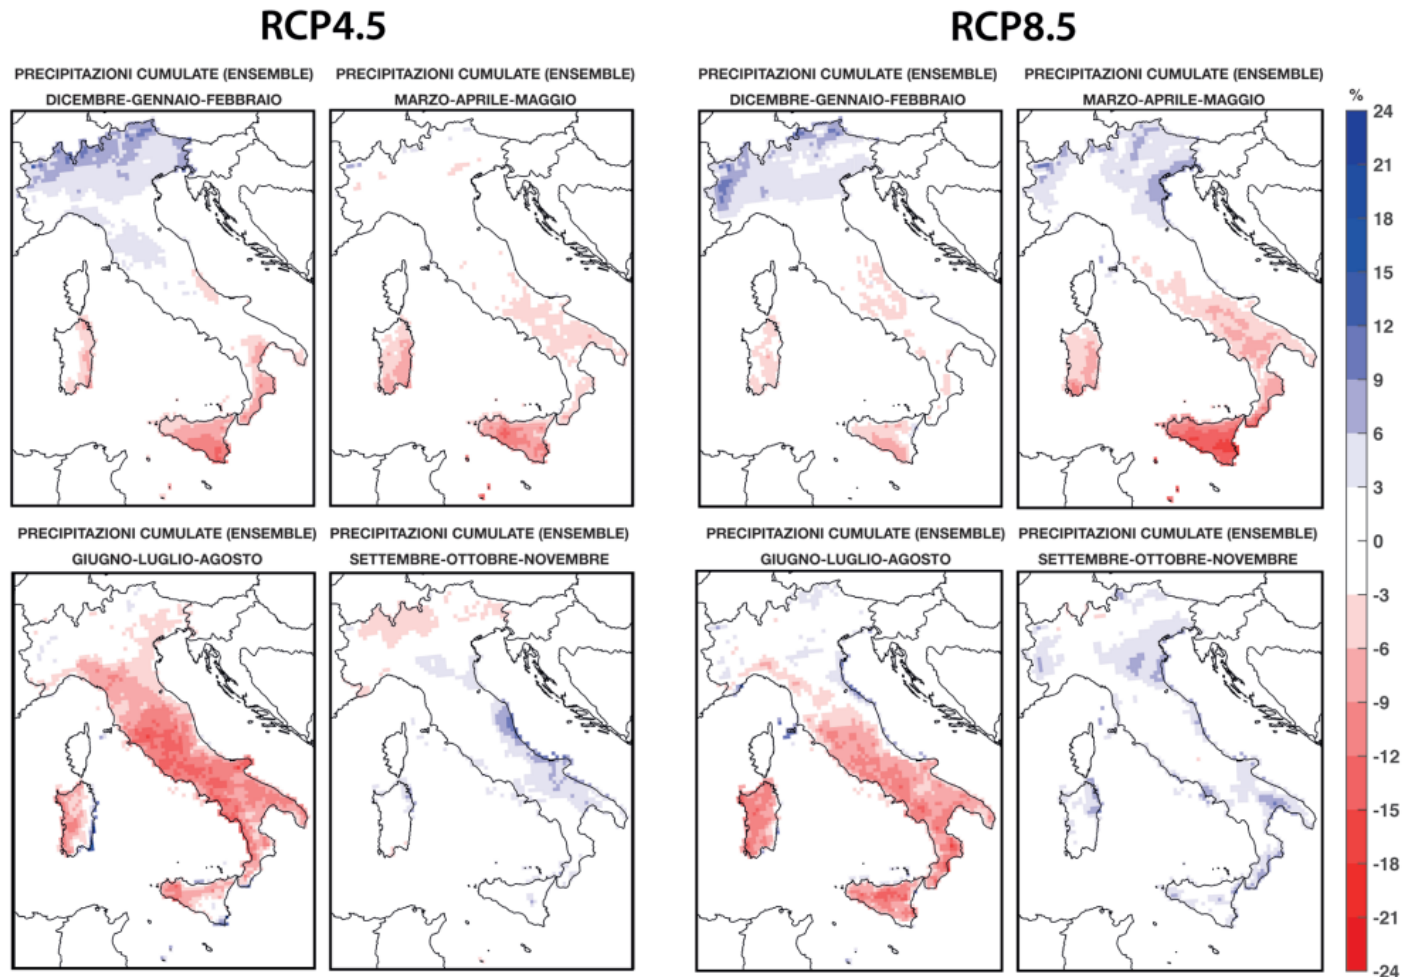 RCP4.5
RCP8.5
PRECIPITAZIONI CUMULATE (ENSEMBLE)
DICEMBRE-GENNAIO-FEBBRAIO
PRECIPITAZIONI CUMULATE (ENSEMBLE)
MARZO-APRILE-MAGGIO
PRECIPITAZIONI CUMULATE (ENSEMBLE)
DICEMBRE-GENNAIO-FEBBRAIO
PRECIPITAZIONI CUMULATE (ENSEMBLE)
MARZO-APRILE-MAGGIO
PRECIPITAZIONI CUMULATE (ENSEMBLE)
GIUGNO-LUGLIO-AGOSTO
PRECIPITAZIONI CUMULATE (ENSEMBLE)
SETTEMBRE-OTTOBRE-NOVEMBRE
PRECIPITAZIONI CUMULATE (ENSEMBLE)
GIUGNO-LUGLIO-AGOSTO
PRECIPITAZIONI CUMULATE (ENSEMBLE)
SETTEMBRE-OTTOBRE-NOVEMBRE
%
24
21
18
15
12
9
6
3
0
-3
-6
-9
-12
-15
-18
-21
-24